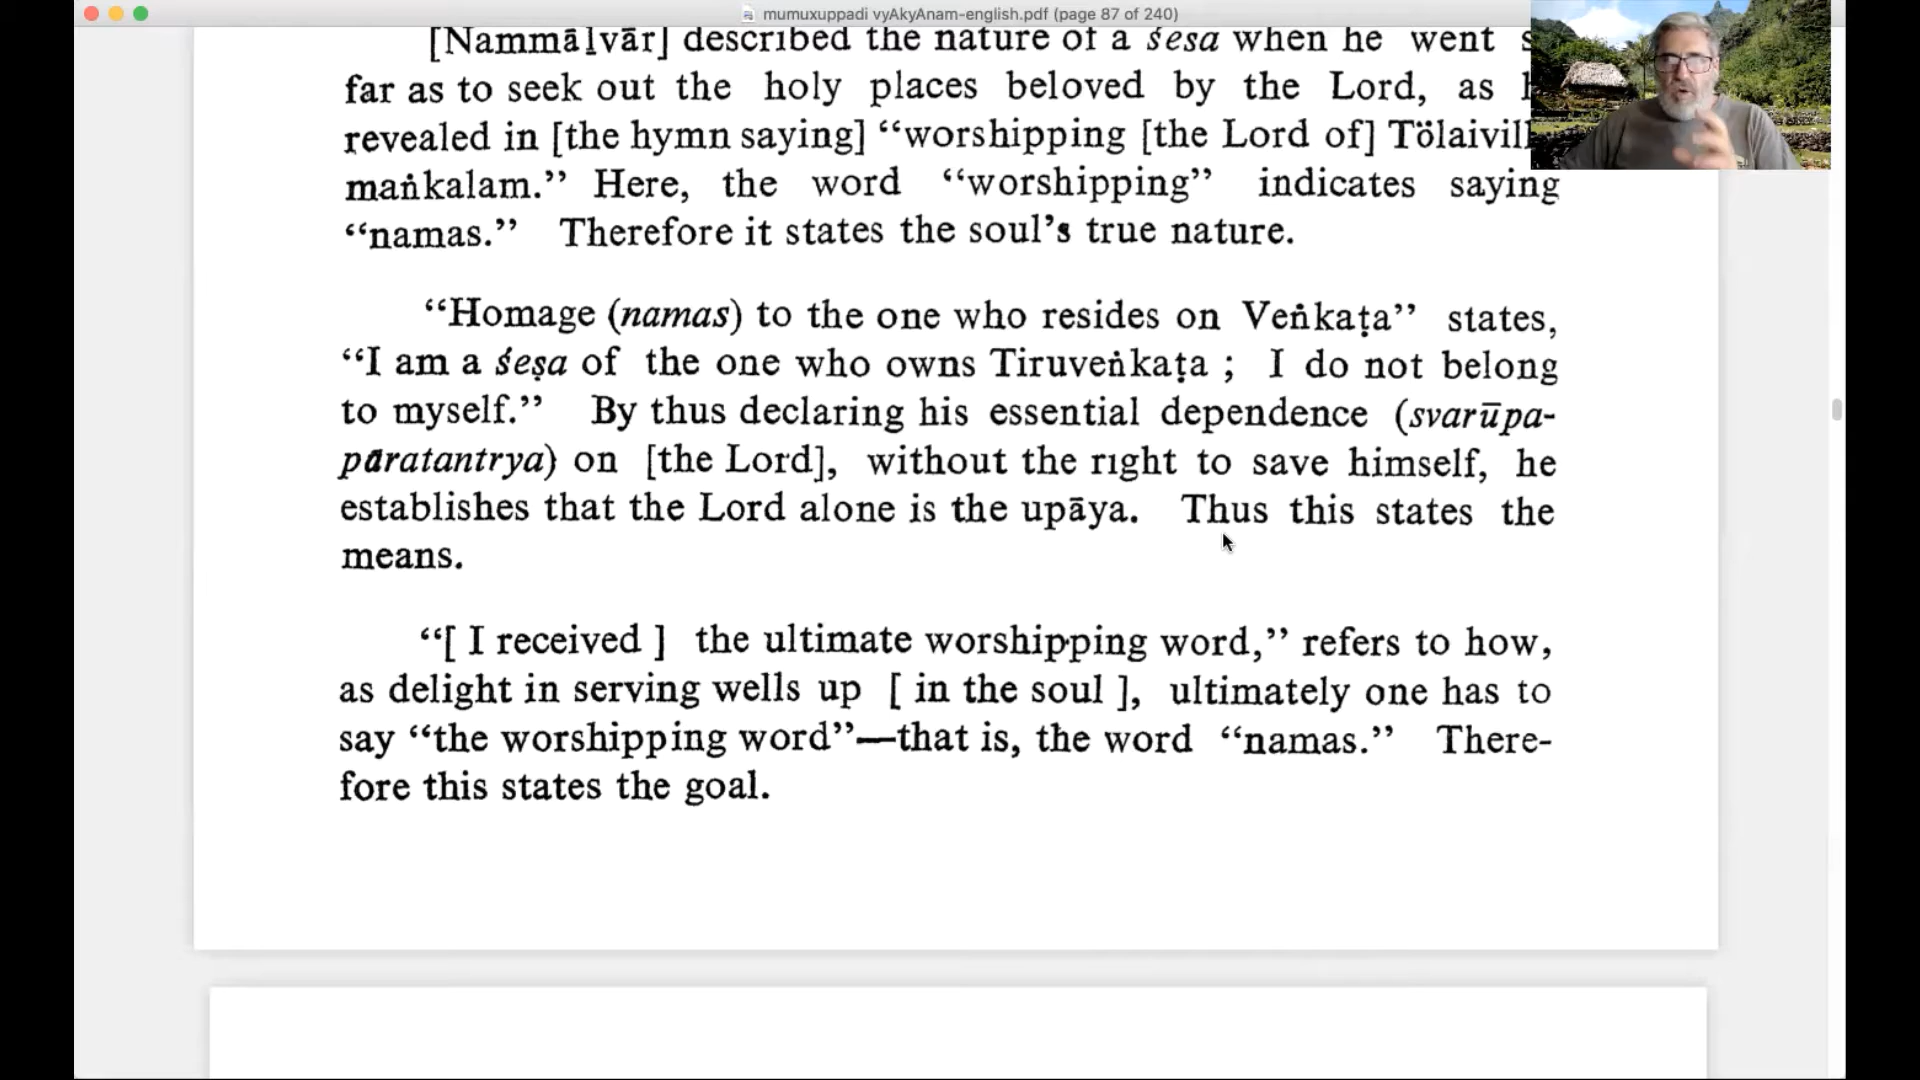 mumuxuppadi vyAkyAnam-english.pdf (page 87 of 240)
[Nammālvār] described the nature of a śesa when he went
far as to seek out the holy places beloved by the Lord, as
revealed in [the hymn saying] “worshipping [the Lord of] Tölaivill
maṅkalam.” Here, the word “worshipping” indicates saying
“namas.” Therefore it states the soul’s true nature.
“Homage (namas) to the one who resides on Veṅkaṭa” states,
“I am a śeṣa of the one who owns Tiruveṅkaṭa ; I do not belong
to myself.” By thus declaring his essential dependence (svarūpa-
pāratantrya) on [the Lord], without the right to save himself, he
establishes that the Lord alone is the upāya. Thus this states the
means.
“[ I received ] the ultimate worshipping word,” refers to how,
as delight in serving wells up [ in the soul ], ultimately one has to
say “the worshipping word”—that is, the word “namas.” There-
fore this states the goal.